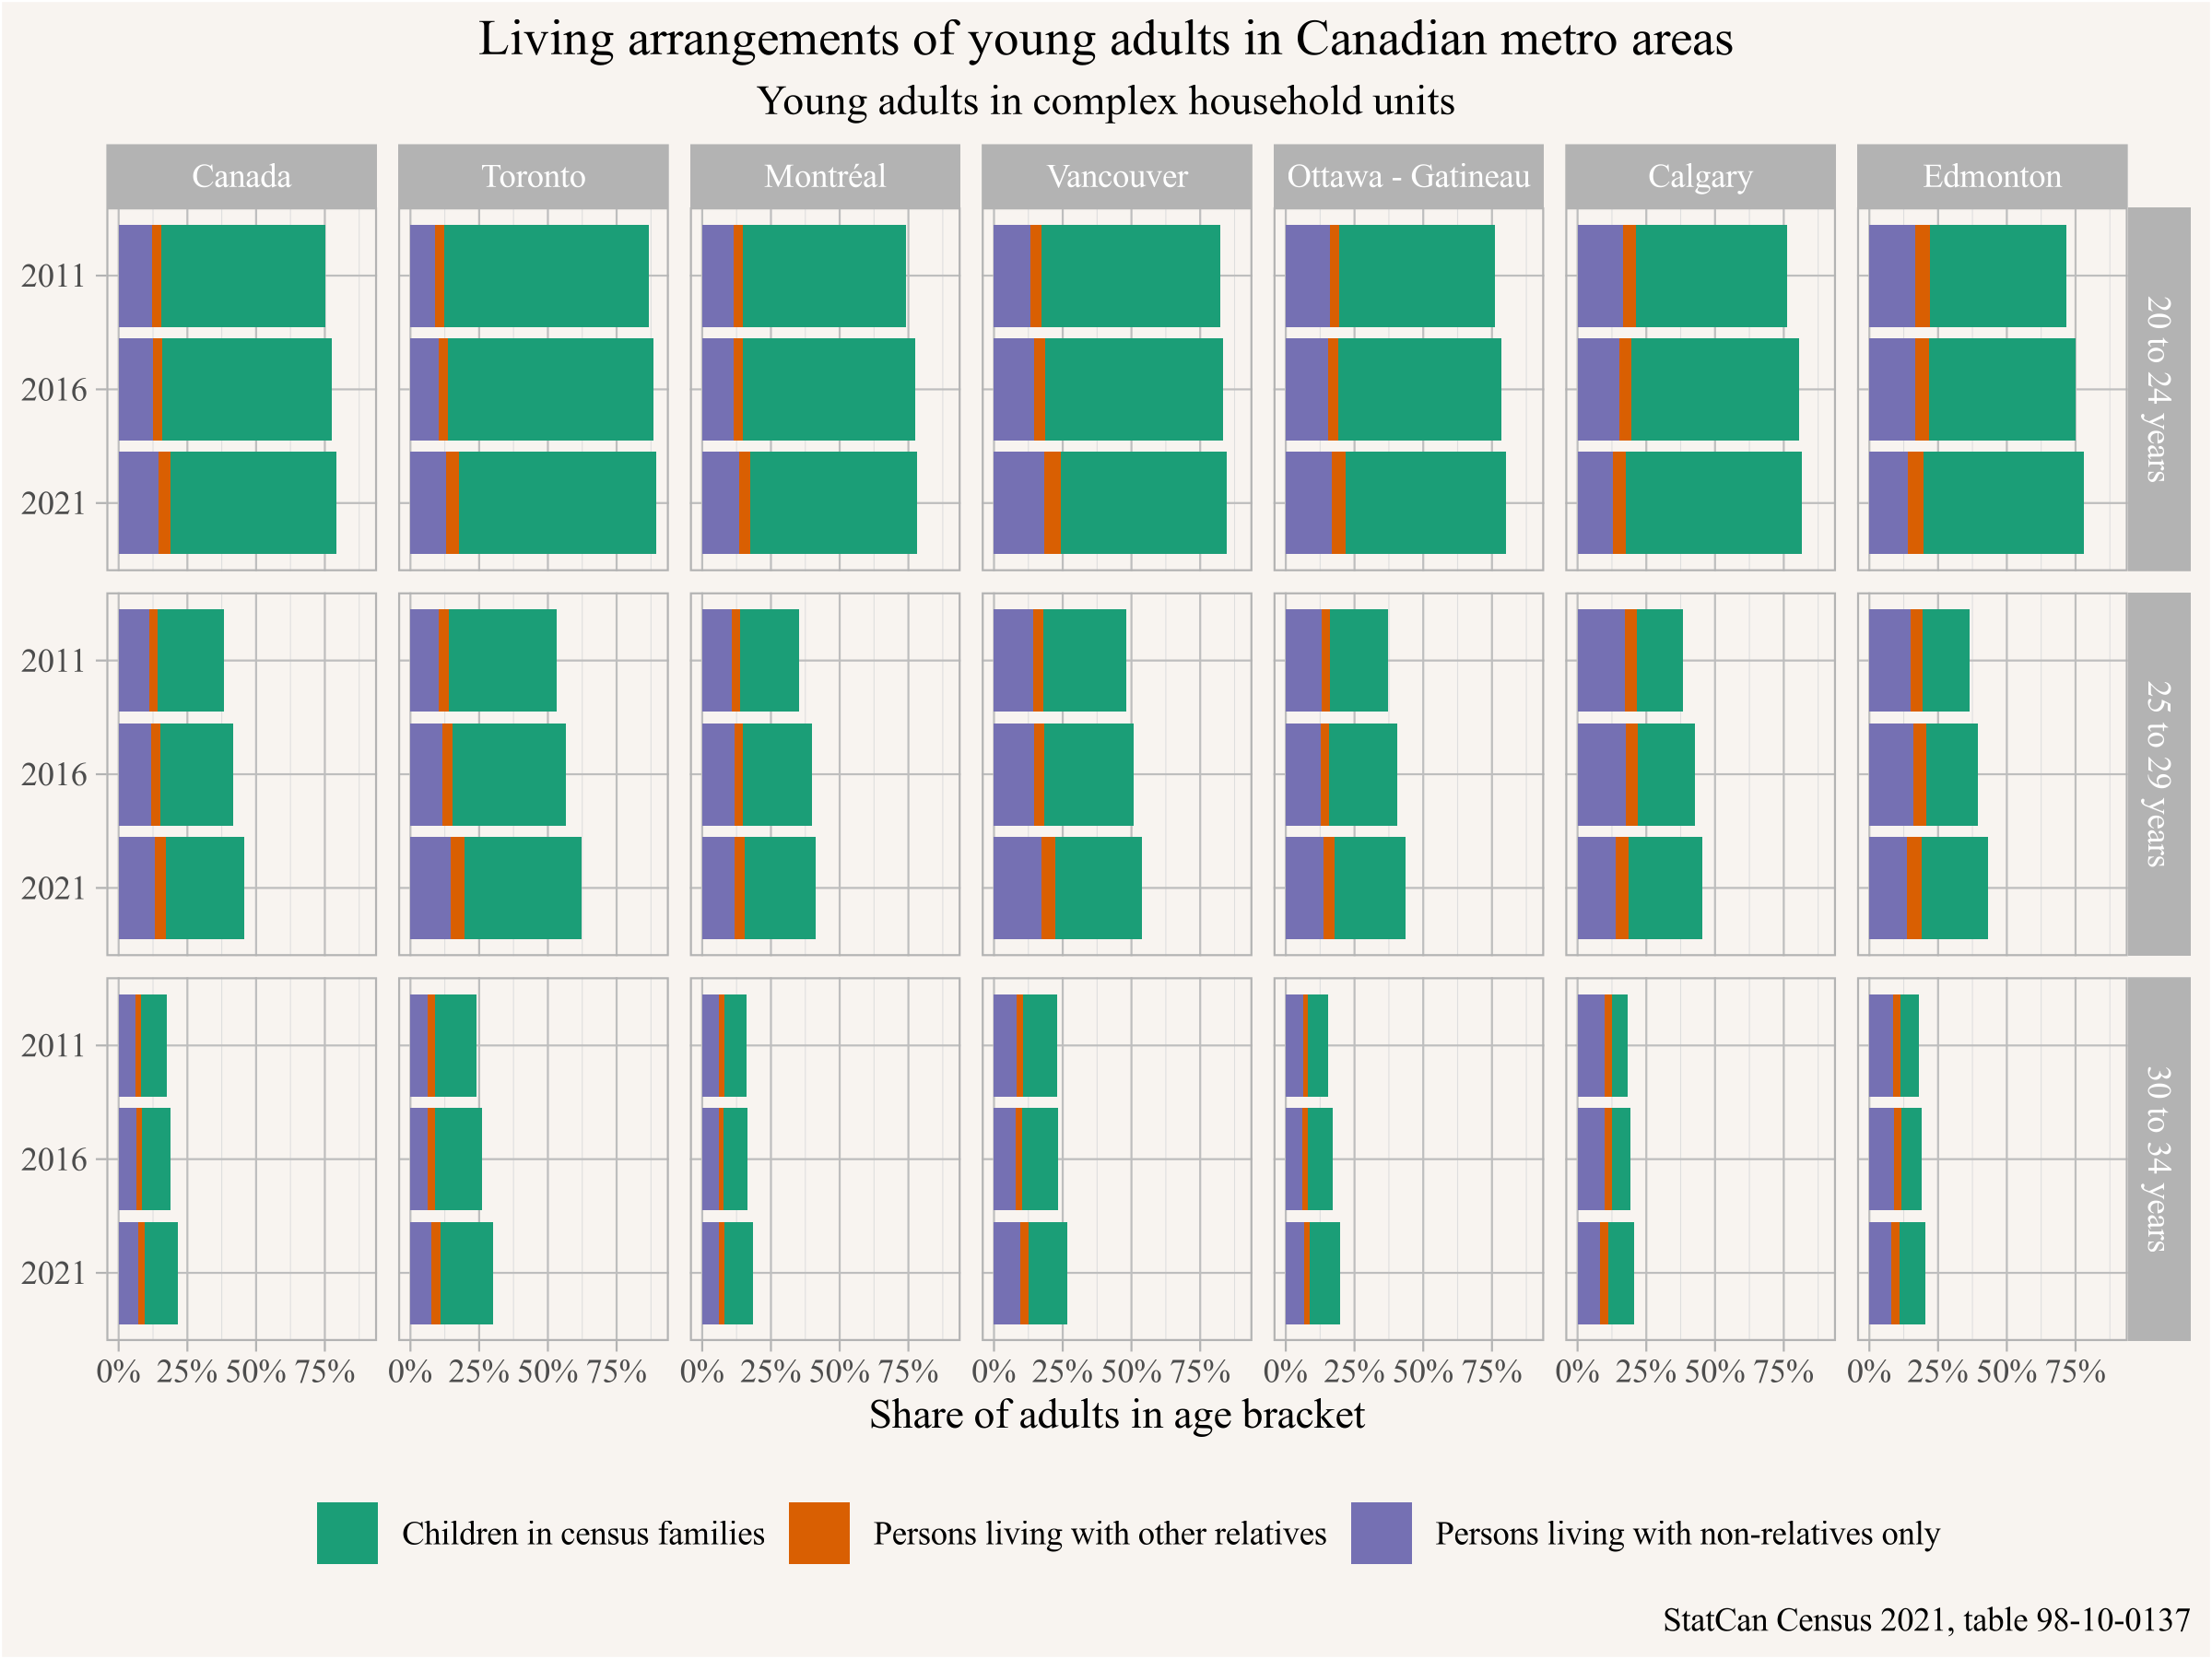 Living arrangements of young adults in Canadian metro areas
Young adults in complex household units
Canada Toronto Montréal Vancouver Ottawa - Gatineau Calgary Edmonton
2011
2016
2021
20 to 24 years
2011
2016
2021
25 to 29 years
2011
2016
2021
30 to 34 years
0% 25% 50% 75% 0% 25% 50% 75% 0% 25% 50% 75% 0% 25% 50% 75% 0% 25% 50% 75% 0% 25% 50% 75% 0% 25% 50% 75%
Share of adults in age bracket
Children in census families Persons living with other relatives Persons living with non-relatives only
StatCan Census 2021, table 98-10-0137